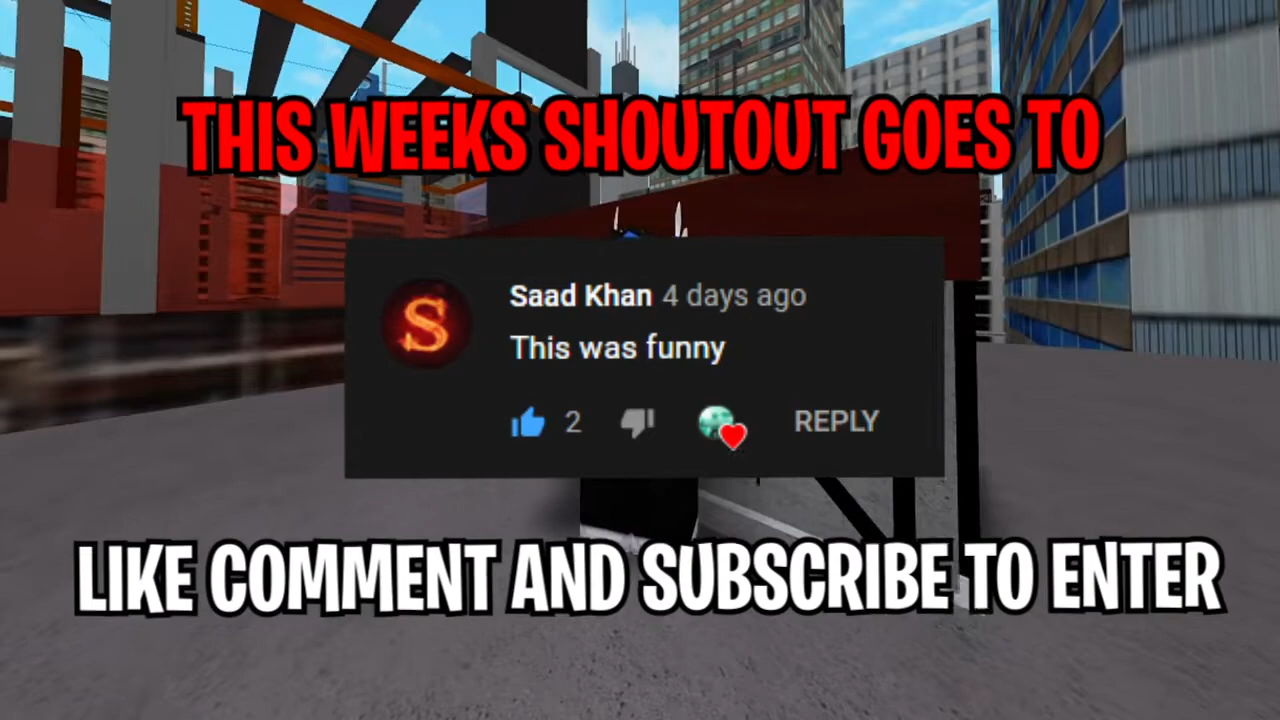 THIS WEEKS SHOUTOUT GOES TO
S
Saad Khan 4 days ago
This was funny
2
REPLY
LIKE COMMENT AND SUBSCRIBE TO ENTER